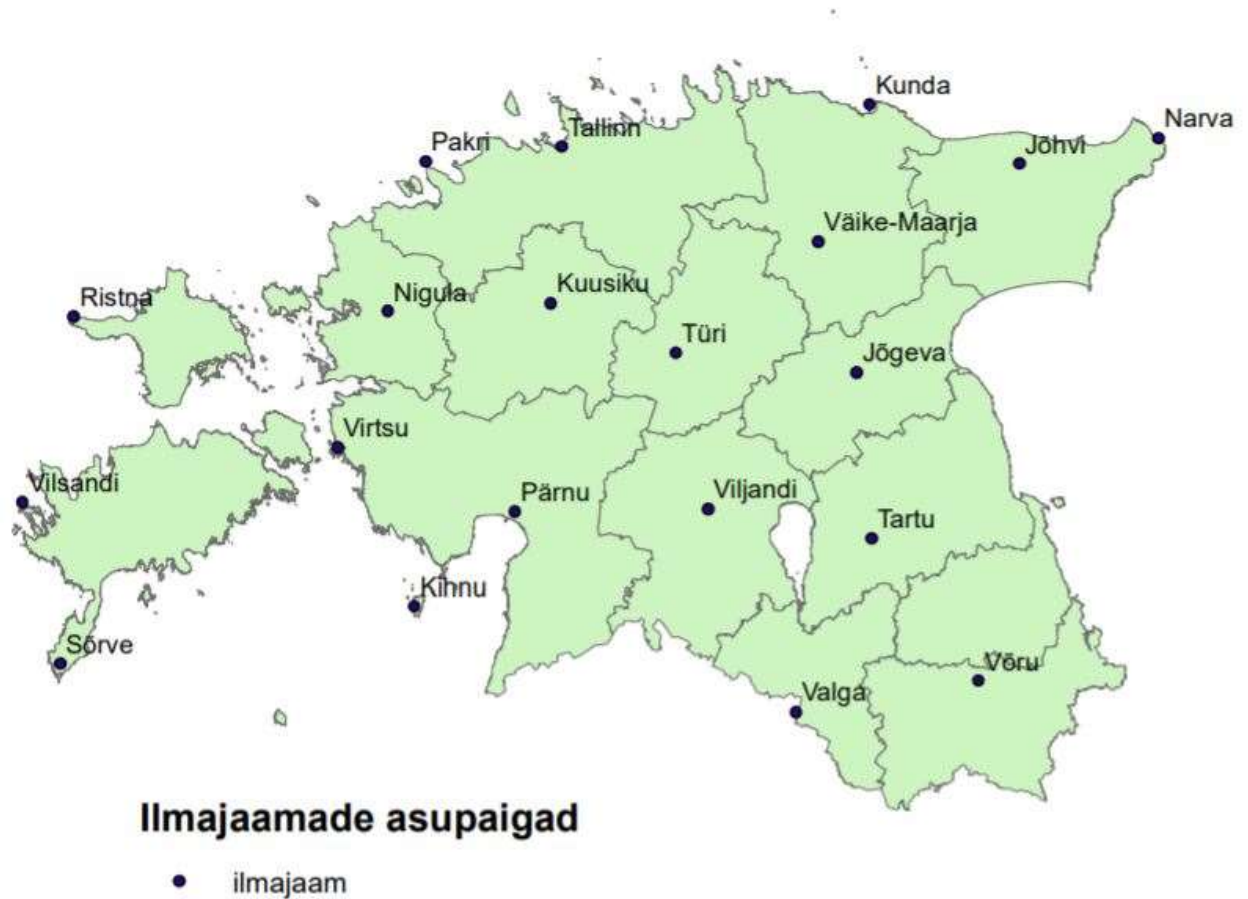 Kunda
Narva
Tallinn
Pakri
Jõhvi
Väike-Maarja
Ristna
Nigula
Kuusiku
Türi
Jõgeva
Virtsu
Vilsandi
Pärnu
Viljandi
Tartu
Kihnu
Sõrve
Võru
Valga
Ilmajaamade asupaigad
ilmajaam